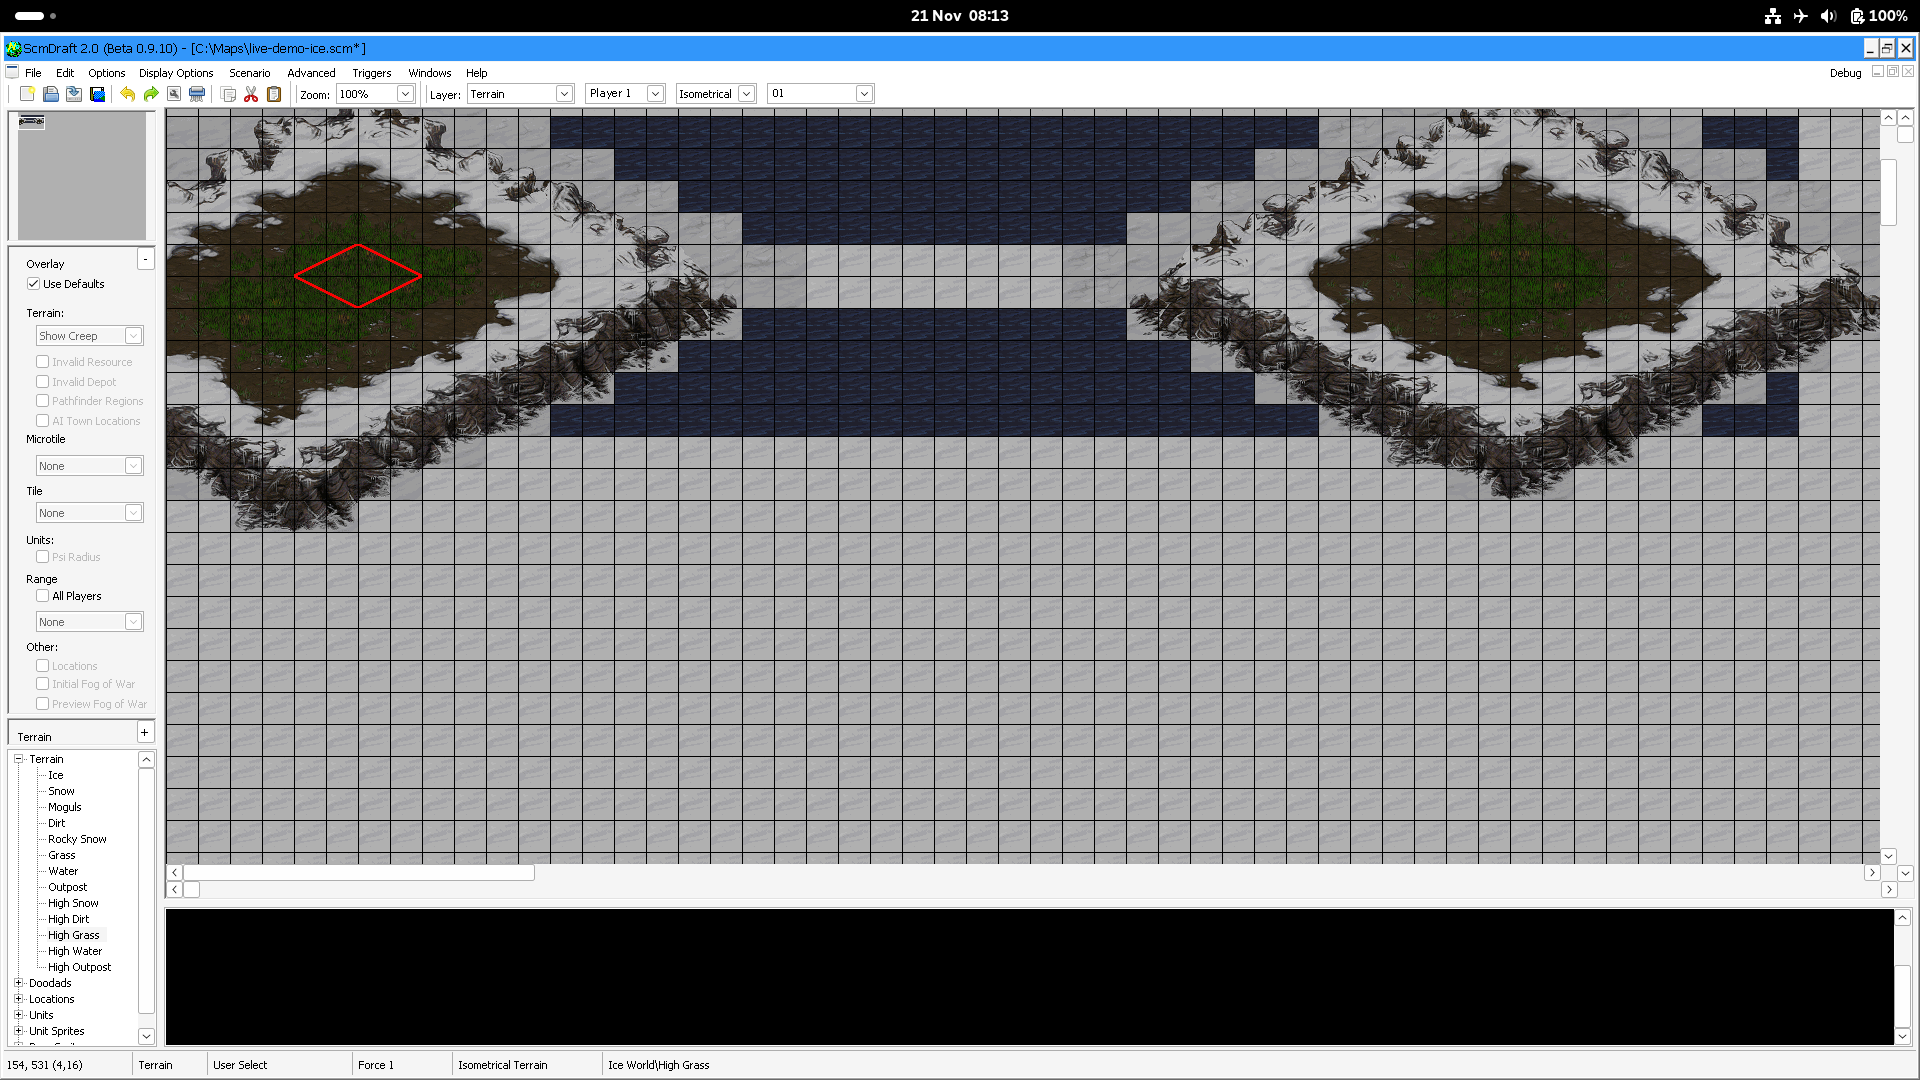 21 Nov 08:13
100%
ScmDraft 2.0 (Beta 0.9.10) - [C:\Maps\live-demo-ice.scm*]
File Edit Options Display Options Scenario Advanced Triggers Windows Help Debug
Zoom: 100% Layer: Terrain Player 1 Isometrical 01
Overlay
-
Use Defaults
Terrain:
Show Creep
Invalid Resource
Invalid Depot
Pathfinder Regions
AI Town Locations
Microtile
None
Tile
None
Units:
Psi Radius
Range
All Players
None
Other:
Locations
Initial Fog of War
Preview Fog of War
Terrain
+
Terrain
Ice
Snow
Moguls
Dirt
Rocky Snow
Grass
Water
Outpost
High Snow
High Dirt
High Grass
High Water
High Outpost
Doodads
Locations
Units
Unit Sprites
154, 531 (4,16) Terrain User Select Force 1 Isometrical Terrain Ice World\High Grass